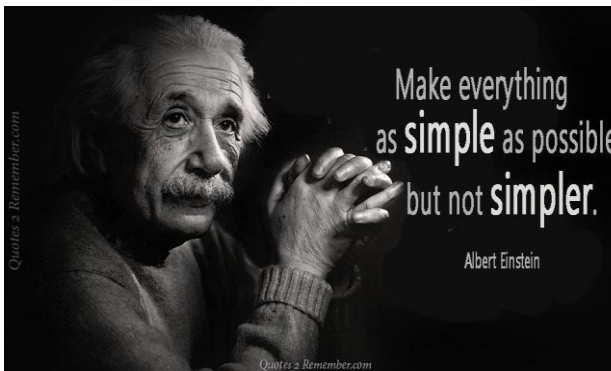 Make everything
as simple as possible
but not simpler.
Albert Einstein
Quotes 2 Remember.com
Quotes 2 Remember.com